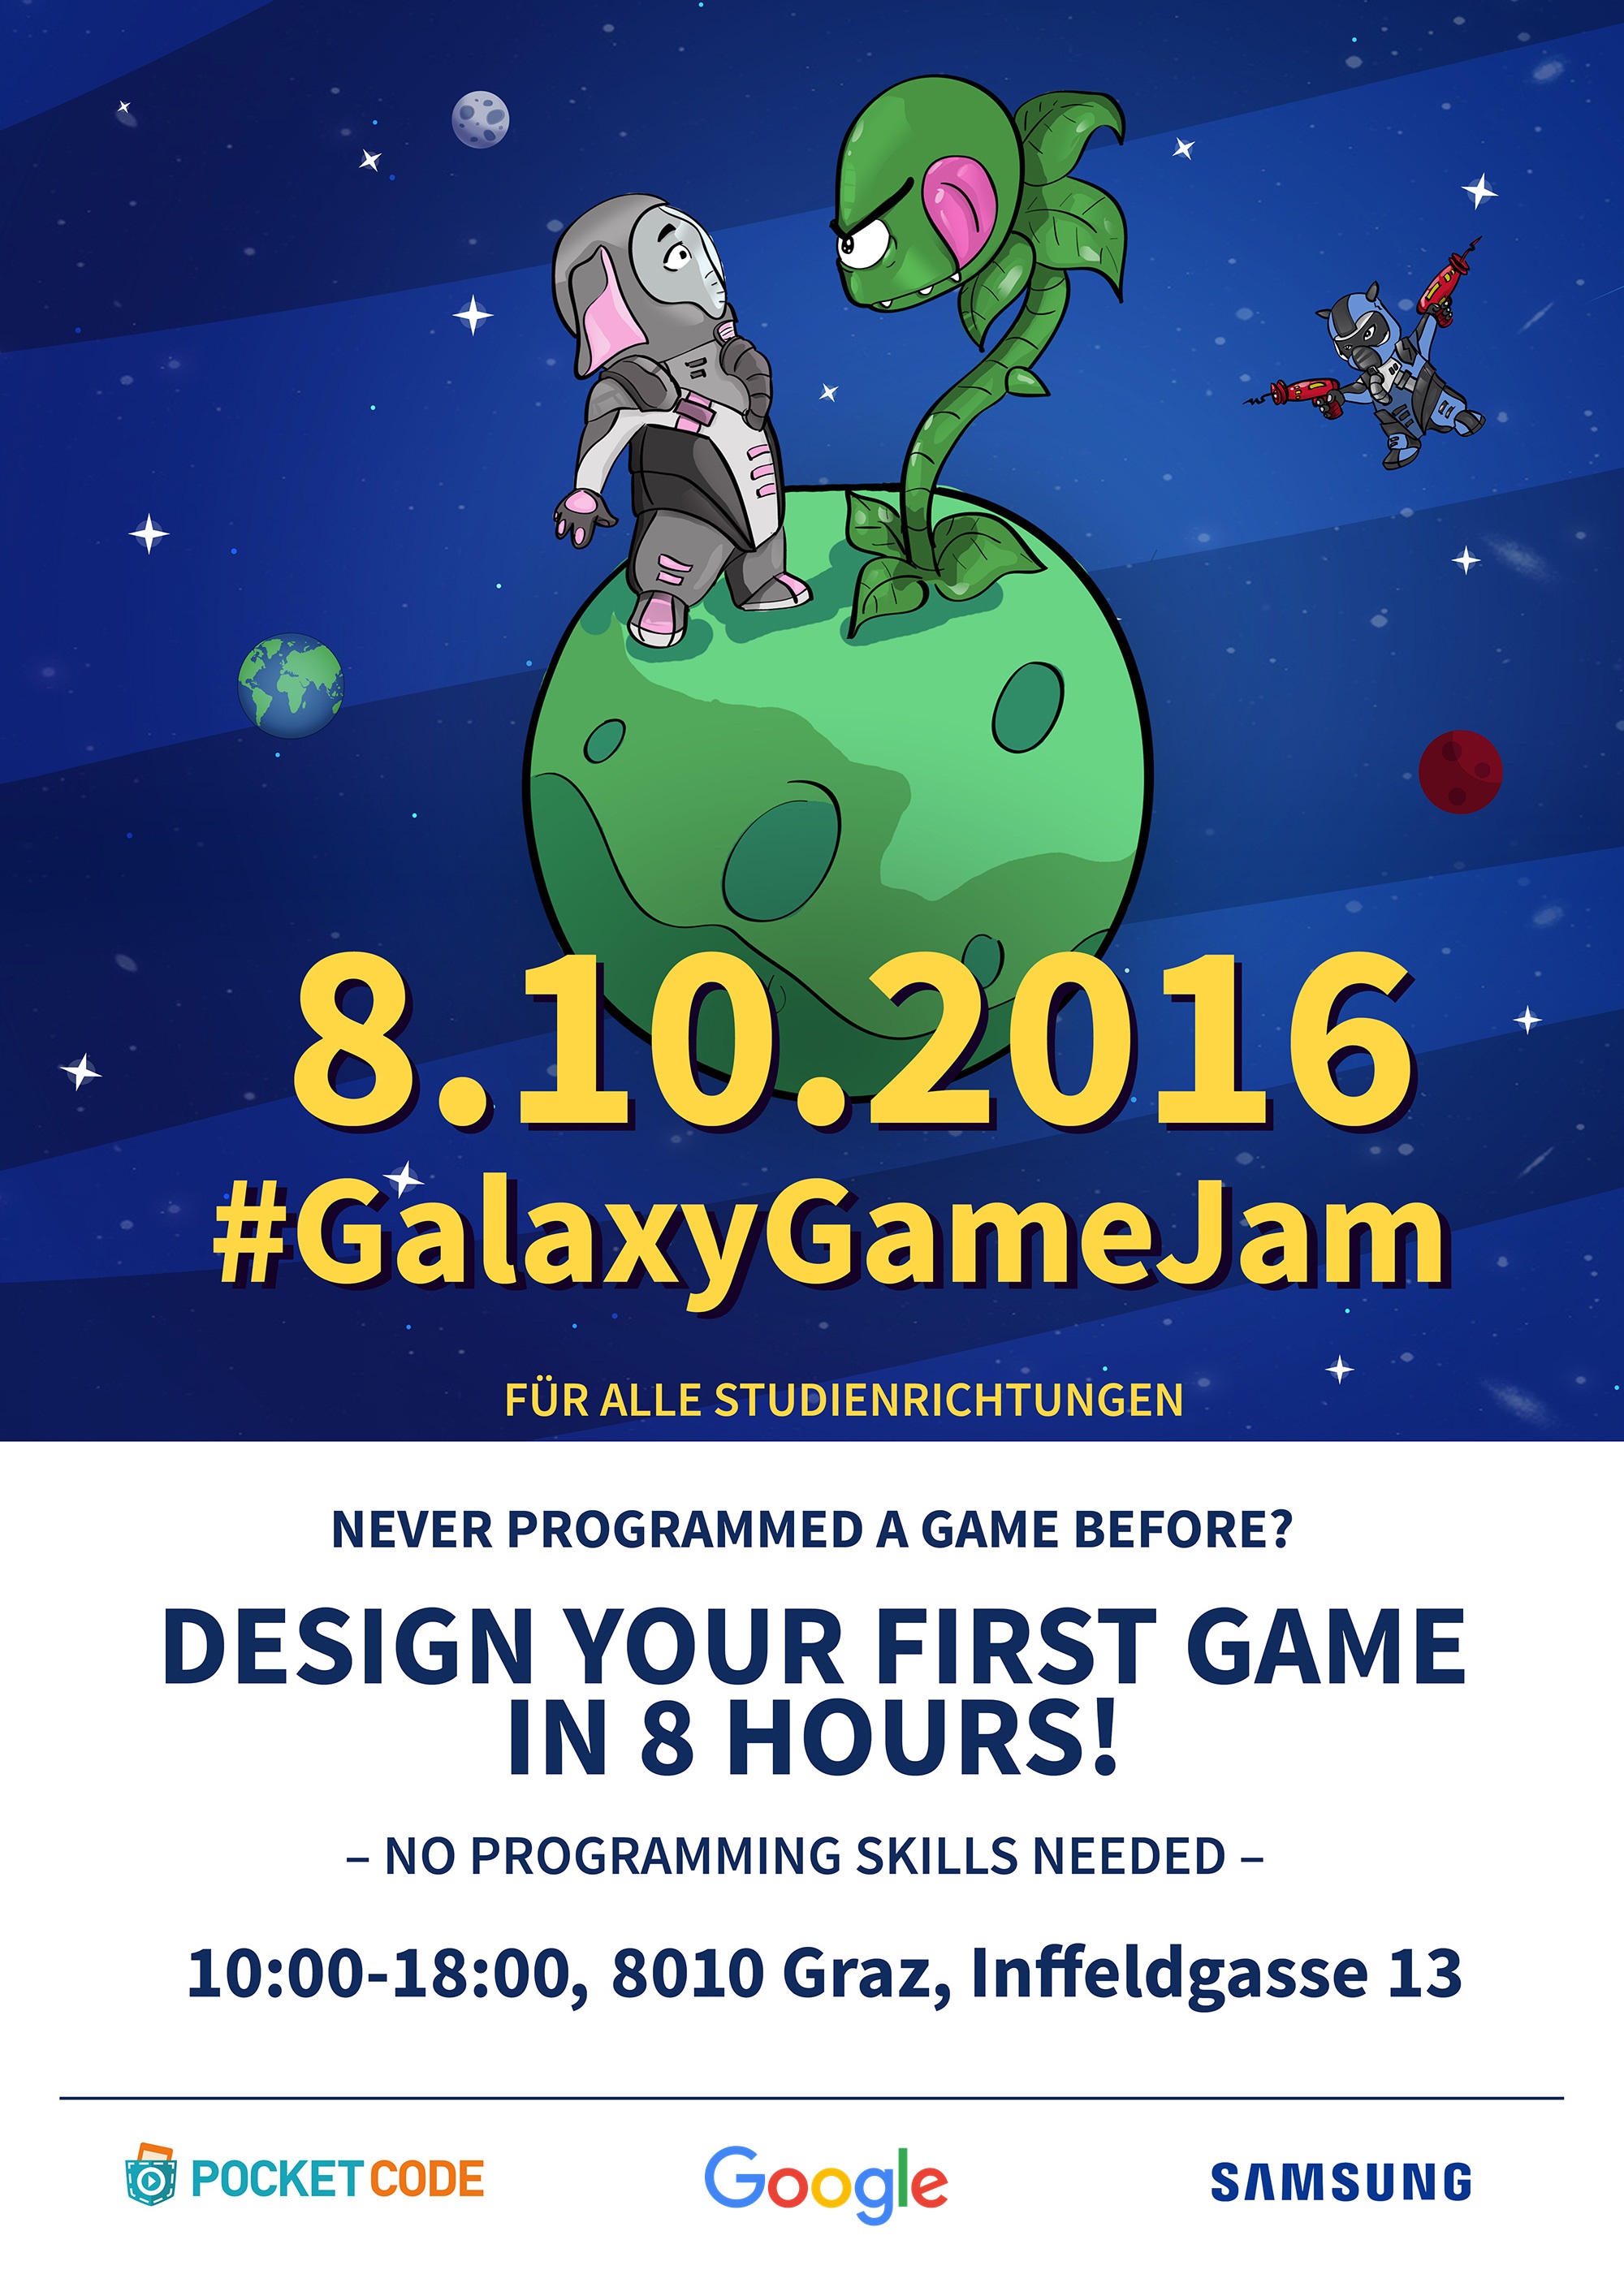 8.10.2016
#GalaxyGameJam
FÜR ALLE STUDIENRICHTUNGEN
NEVER PROGRAMMED A GAME BEFORE?
DESIGN YOUR FIRST GAME
IN 8 HOURS!
– NO PROGRAMMING SKILLS NEEDED –
10:00-18:00, 8010 Graz, Inffeldgasse 13
POCKET CODE Google SAMSUNG